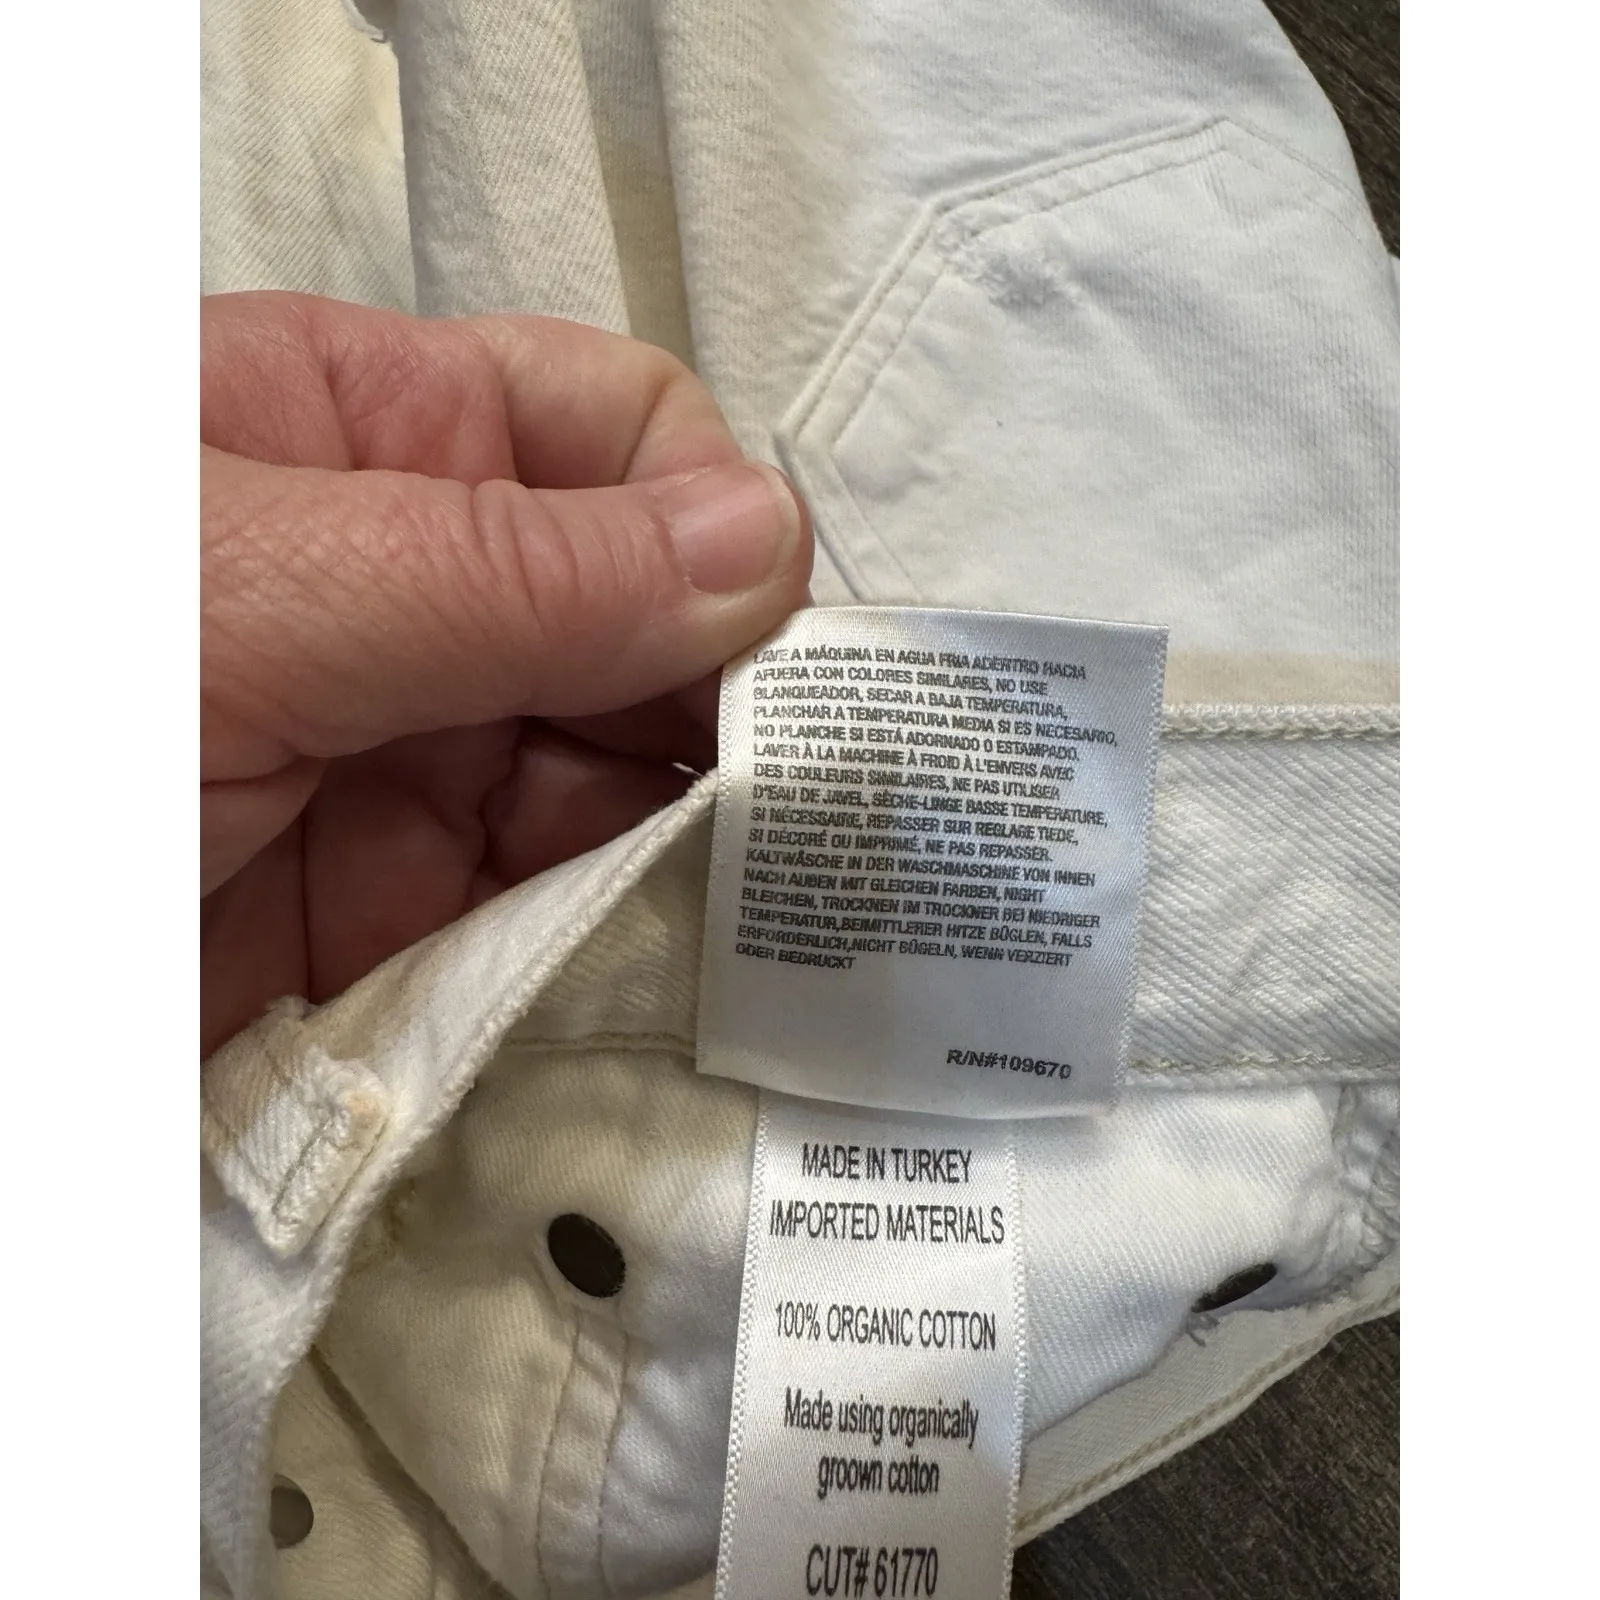 LAVE A MÁQUINA EN AGUA FRIA ADENTRO HACIA
AFUERA CON COLORES SIMILARES, NO USE
BLANQUEADOR, SECAR A BAJA TEMPERATURA,
PLANCHAR A TEMPERATURA MEDIA SI ES NECESARIO,
NO PLANCHE SI ESTÁ ADORNADO O ESTAMPADO.
LAVER À LA MACHINE À FROID À L'ENVERS AVEC
DES COULEURS SIMILAIRES, NE PAS UTILISER
D'EAU DE JAVEL, SÈCHE-LINGE BASSE TEMPERATURE,
SI NÉCESSAIRE, REPASSER SUR REGLAGE TIEDE,
SI DÉCORÉ OU IMPRIMÉ, NE PAS REPASSER.
KALTWÄSCHE IN DER WASCHMASCHINE VON INNEN
NACH AUßEN MIT GLEICHEN FARBEN, NIGHT
BLEICHEN, TROCKNEN IM TROCKNER BEI NIEDRIGER
TEMPERATUR,BEIMITTLERER HITZE BÜGLEN, FALLS
ERFORDERLICH,NICHT BÜGELN, WENN VERZIERT
ODER BEDRUCKT
R/N#109670
MADE IN TURKEY
IMPORTED MATERIALS
100% ORGANIC COTTON
Made using organically
groown cotton
CUT# 61770